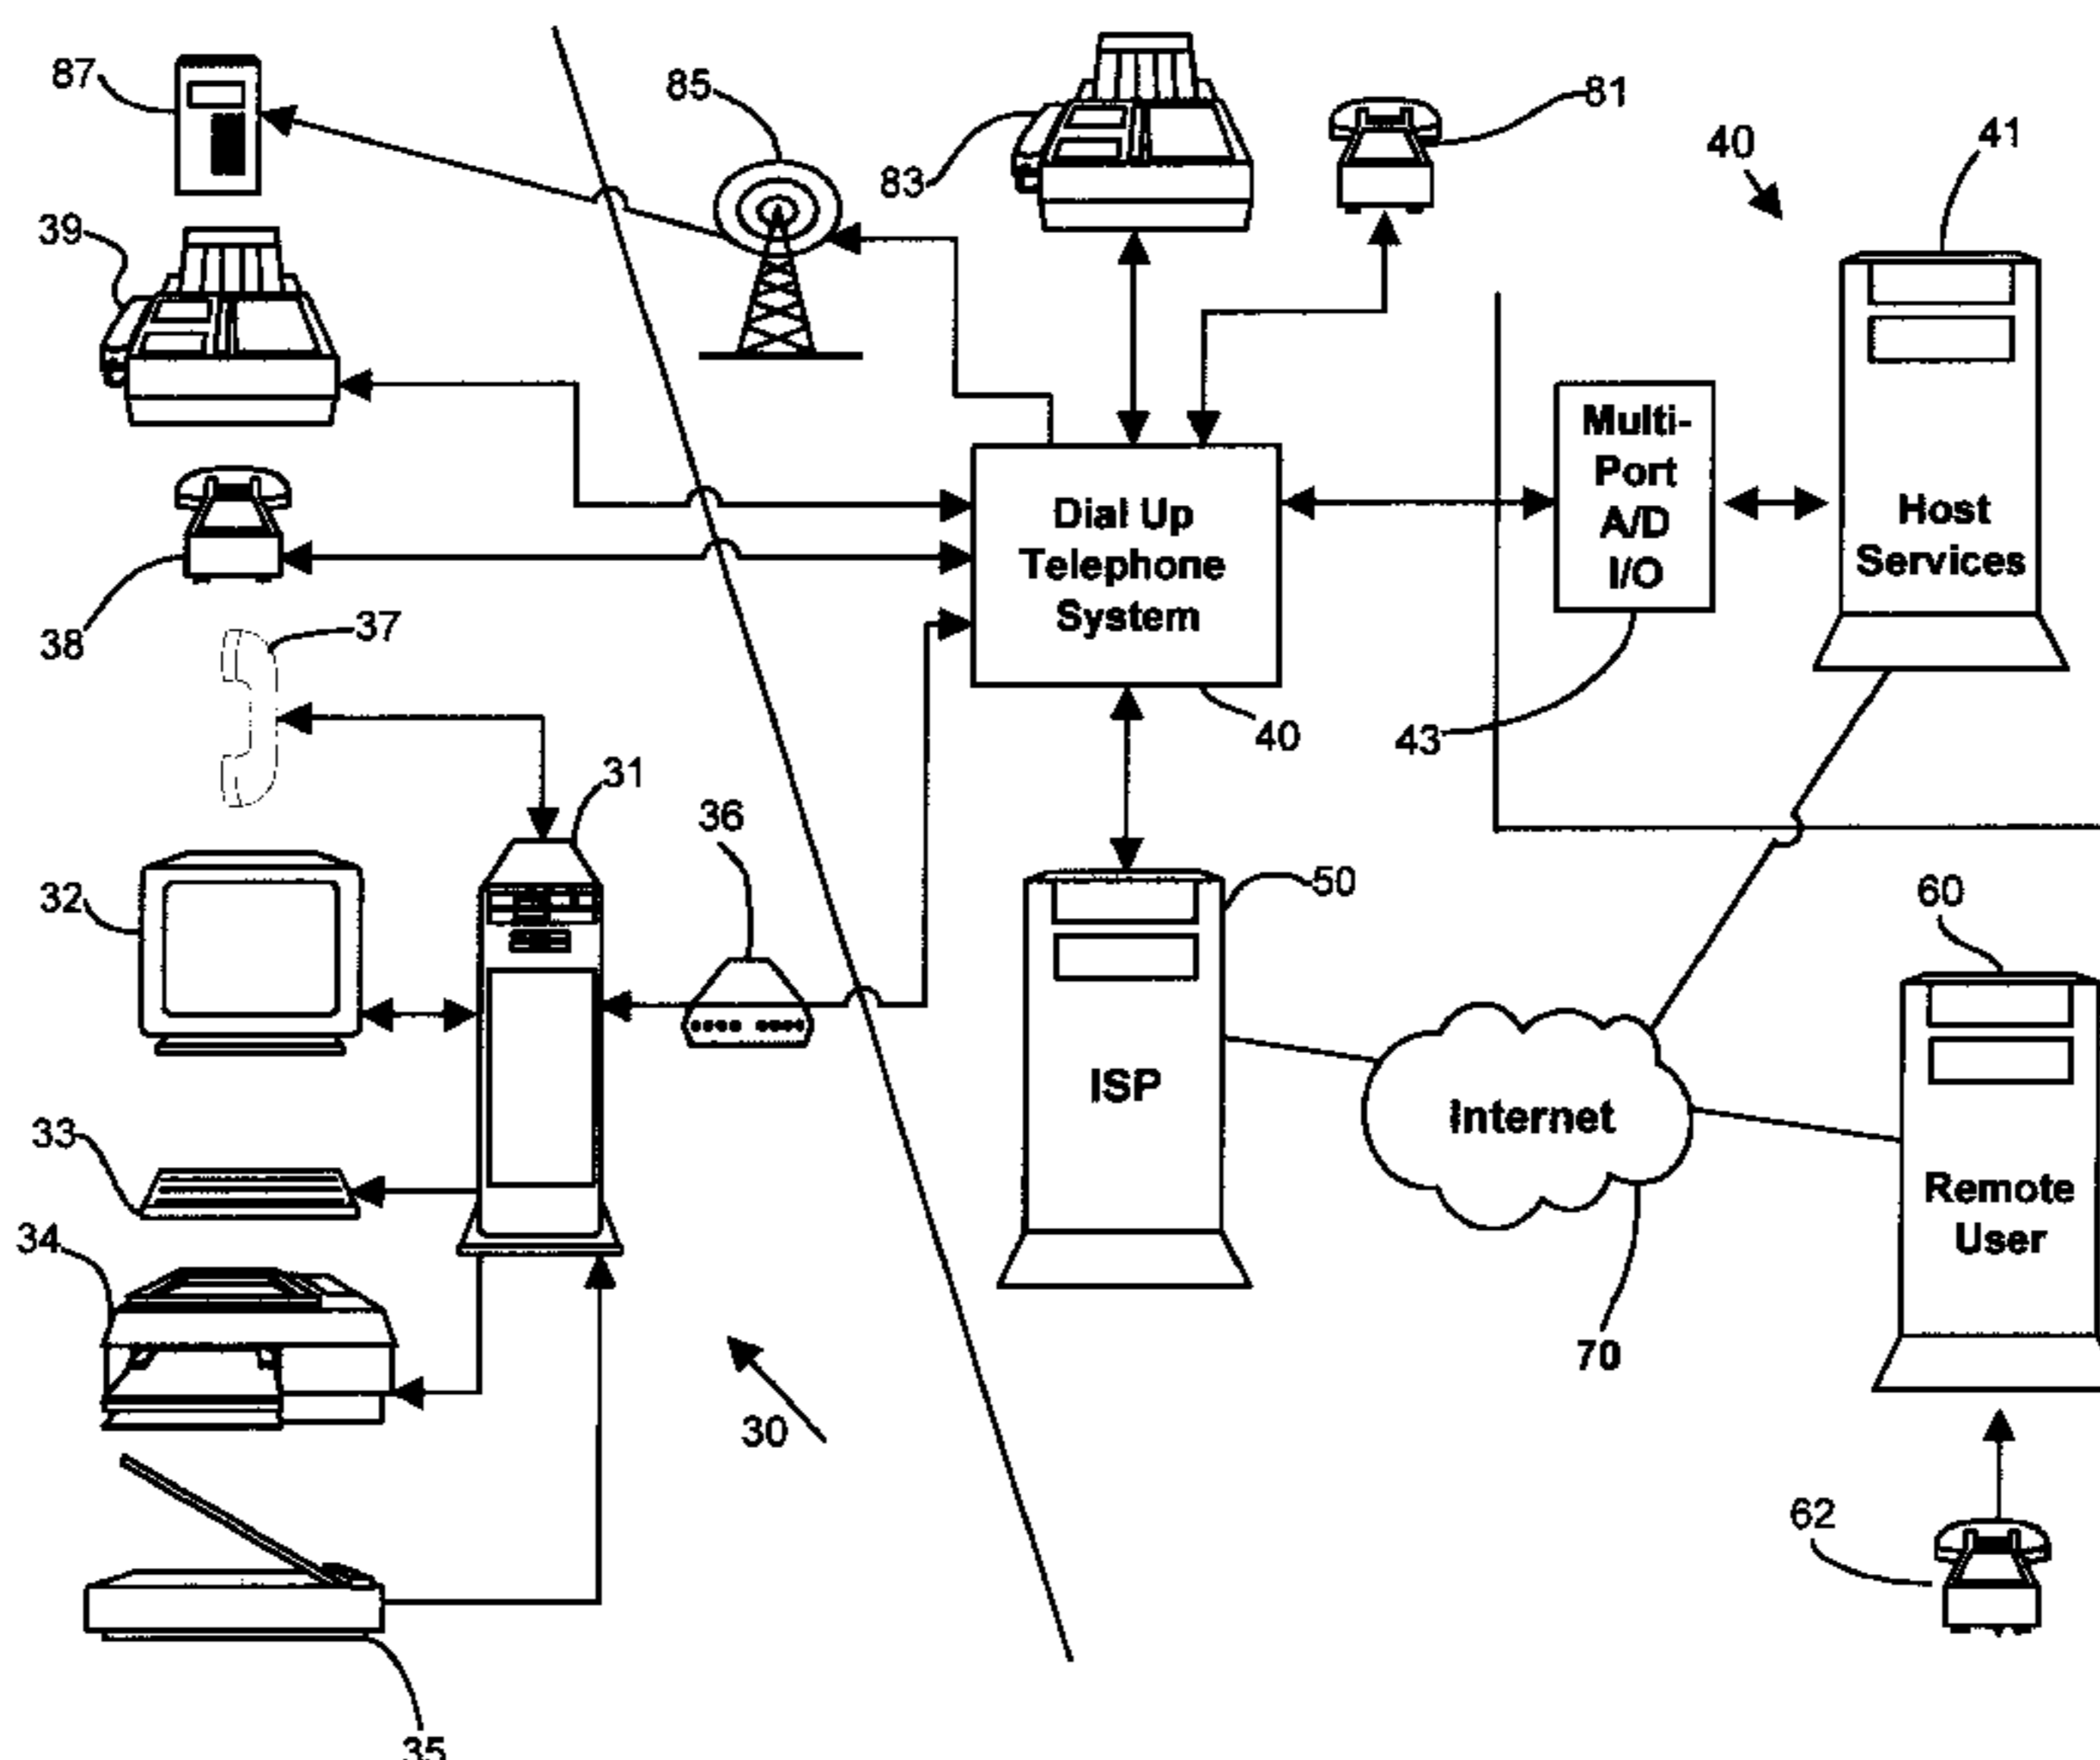 87
85
83
81
40
41
39
Multi-
Port
A/D
I/O
Host
Services
Dial Up
Telephone
System
38
37
40
43
31
36
32
50
60
ISP
Internet
33
Remote
User
34
70
30
62
35